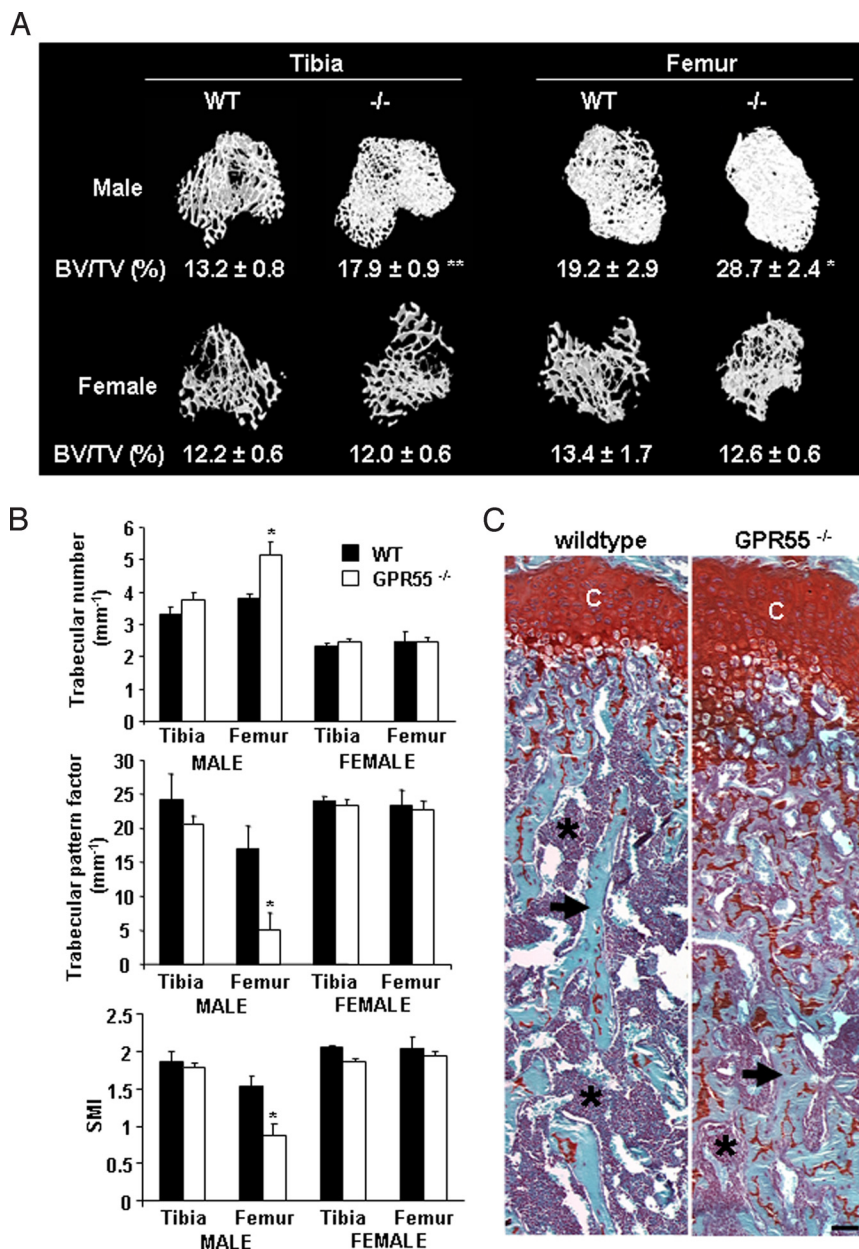 A
Tibia Femur
WT -/- WT -/-
Male
BV/TV (%) 13.2 ± 0.8 17.9 ± 0.9 ** 19.2 ± 2.9 28.7 ± 2.4 *
Female
BV/TV (%) 12.2 ± 0.6 12.0 ± 0.6 13.4 ± 1.7 12.6 ± 0.6
B
Trabecular number
(mm-1)
6
5
4
3
2
1
0
*
WT
GPR55 -/-
Tibia Femur Tibia Femur
MALE FEMALE
Trabecular pattern factor
(mm-1)
30
25
20
15
10
5
0
*
Tibia Femur Tibia Femur
MALE FEMALE
SMI
2.5
2
1.5
1
0.5
0
*
Tibia Femur Tibia Femur
MALE FEMALE
C
wildtype GPR55 -/-
C C
*
*
*